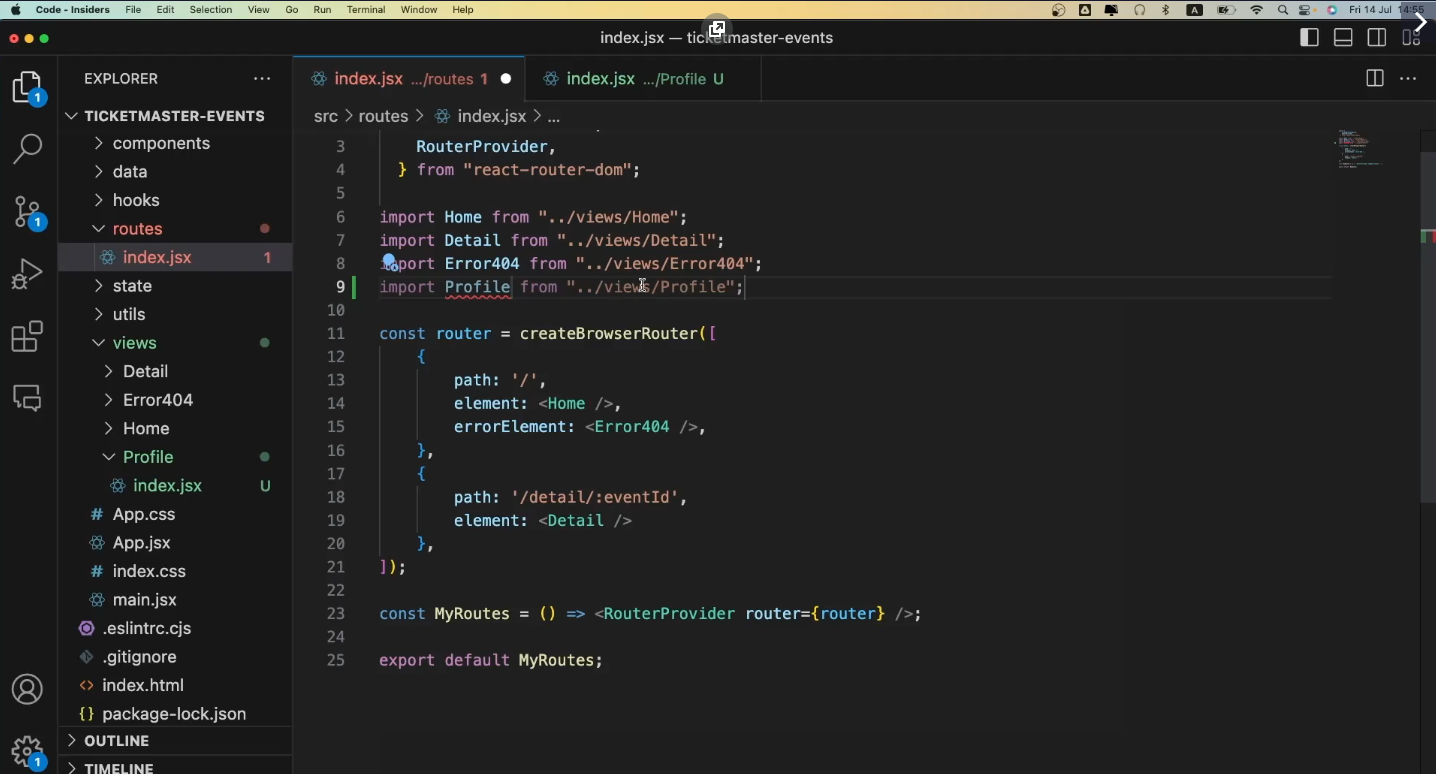 Code - Insiders File Edit Selection View Go Run Terminal Window Help A Fri 14 Jul 14:55
index.jsx — ticketmaster-events
EXPLORER
index.jsx .../routes 1
index.jsx .../Profile U
TICKETMASTER-EVENTS
src > routes > index.jsx > ...
components
data
hooks
routes
index.jsx 1
state
utils
views
Detail
Error404
Home
Profile
index.jsx U
# App.css
App.jsx
# index.css
main.jsx
.eslintrc.cjs
.gitignore
<> index.html
{} package-lock.json
OUTLINE
TIMELINE
1
1
1
3 RouterProvider,
4 } from "react-router-dom";
5
6 import Home from "../views/Home";
7 import Detail from "../views/Detail";
8 import Error404 from "../views/Error404";
9 import Profile from "../views/Profile";
10
11 const router = createBrowserRouter([
12 {
13 path: '/',
14 element: <Home />,
15 errorElement: <Error404 />,
16 },
17 {
18 path: '/detail/:eventId',
19 element: <Detail />
20 },
21 ]);
22
23 const MyRoutes = () => <RouterProvider router={router} />;
24
25 export default MyRoutes;